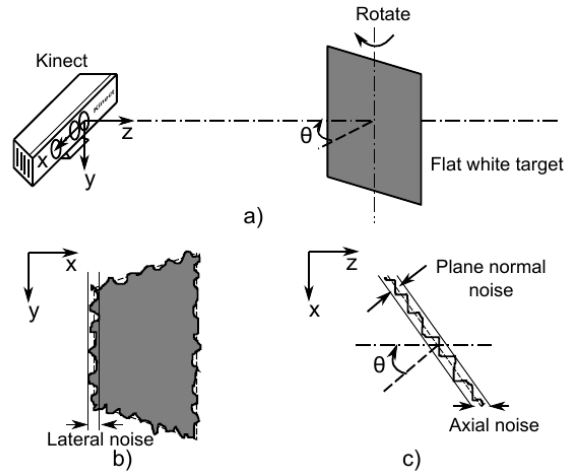 Rotate
Kinect
Kinect
z
x
y
θ
Flat white target
a)
x
y
Lateral noise
b)
z
x
Plane normal
noise
θ
Axial noise
c)